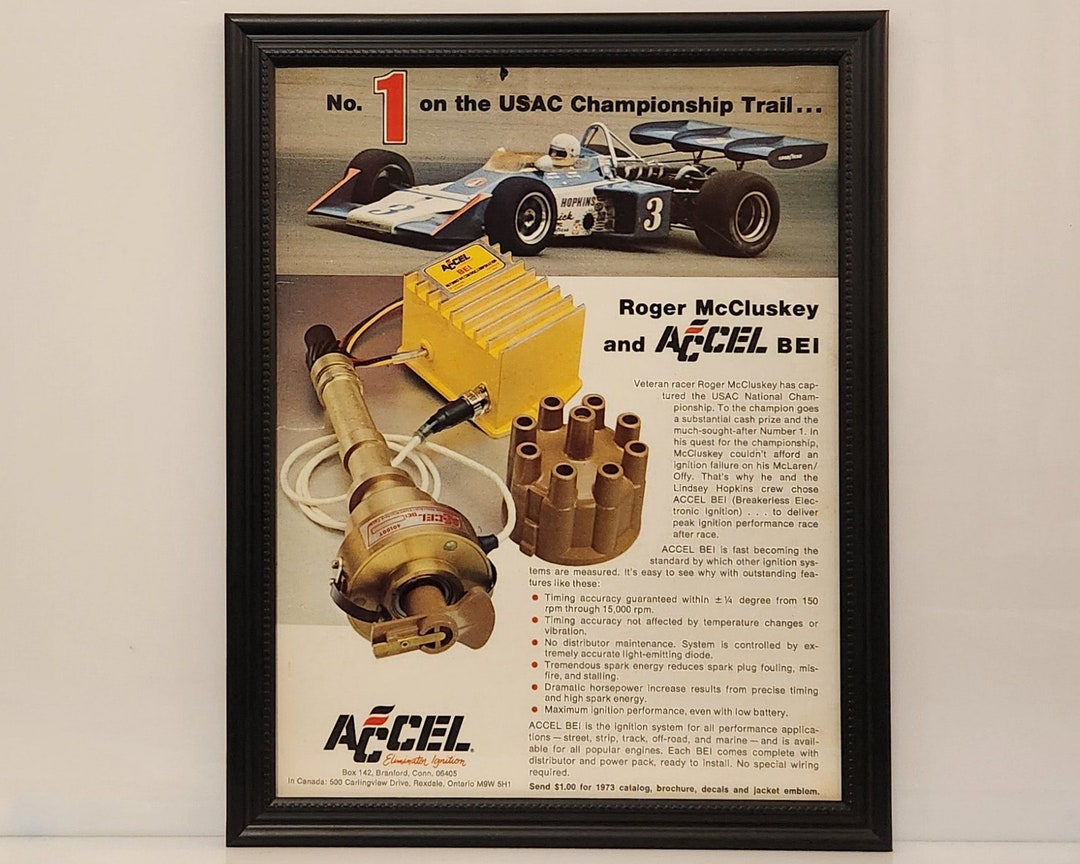 No. 1 on the USAC Championship Trail...
GOODYEAR
HOPKINS
3
3
ACCEL
BEI
Roger McCluskey
and ACCEL BEI
Veteran racer Roger McCluskey has cap-
tured the USAC National Cham-
pionship. To the champion goes
a substantial cash prize and the
much-sought-after Number 1. In
his quest for the championship,
McCluskey couldn't afford an
ignition failure on his McLaren/
Offy. That's why he and the
Lindsey Hopkins crew chose
ACCEL BEI (Breakerless Elec-
tronic Ignition) . . . to deliver
peak ignition performance race
after race.
ACCEL BEI is fast becoming the
standard by which other ignition sys-
tems are measured. It's easy to see why with outstanding fea-
tures like these:
• Timing accuracy guaranteed within ±¼ degree from 150
rpm through 15,000 rpm.
• Timing accuracy not affected by temperature changes or
vibration.
• No distributor maintenance. System is controlled by ex-
tremely accurate light-emitting diode.
• Tremendous spark energy reduces spark plug fouling, mis-
fire, and stalling.
• Dramatic horsepower increase results from precise timing
and high spark energy.
• Maximum ignition performance, even with low battery.
ACCEL BEI is the ignition system for all performance applica-
tions — street, strip, track, off-road, and marine — and is avail-
able for all popular engines. Each BEI comes complete with
distributor and power pack, ready to install. No special wiring
required.
Send $1.00 for 1973 catalog, brochure, decals and jacket emblem.
ACCEL BEI
ACCEL
Eliminator Ignition
Box 142, Branford, Conn. 06405
In Canada: 500 Carlingview Drive, Rexdale, Ontario M9W 5H1